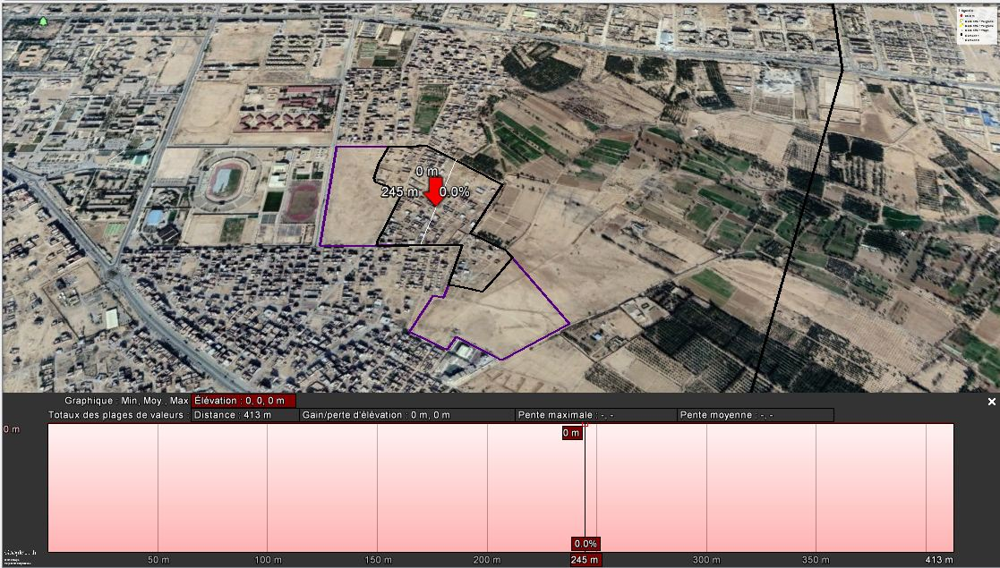 0 m
245 m 0.0%
Graphique : Min, Moy., Max Élévation : 0, 0, 0 m
Totaux des plages de valeurs : Distance : 413 m Gain/perte d'élévation : 0 m, 0 m Pente maximale : -, - Pente moyenne : -, -
0 m
0 m
0.0%
50 m 100 m 150 m 200 m 245 m 300 m 350 m 413 m